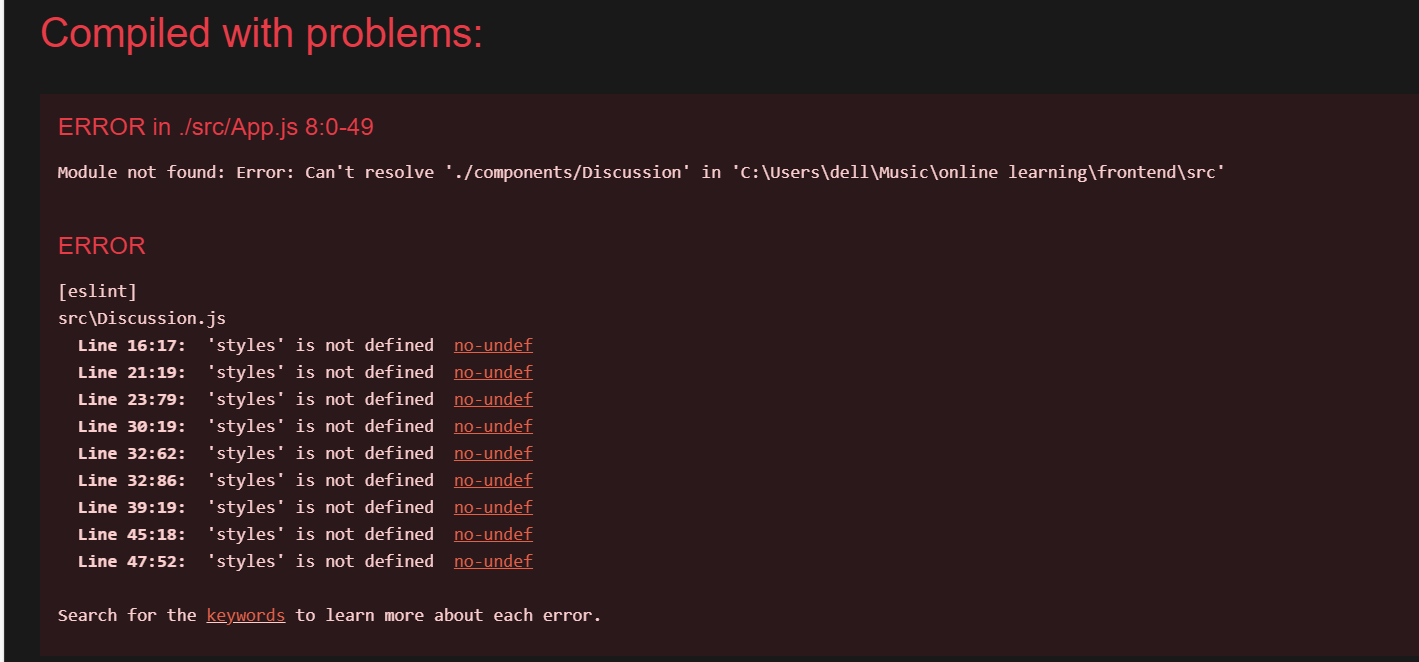 Compiled with problems:
ERROR in ./src/App.js 8:0-49
Module not found: Error: Can't resolve './components/Discussion' in 'C:\Users\dell\Music\online learning\frontend\src'
ERROR
[eslint]
src\Discussion.js
Line 16:17:  'styles' is not defined  no-undef
Line 21:19:  'styles' is not defined  no-undef
Line 23:79:  'styles' is not defined  no-undef
Line 30:19:  'styles' is not defined  no-undef
Line 32:62:  'styles' is not defined  no-undef
Line 32:86:  'styles' is not defined  no-undef
Line 39:19:  'styles' is not defined  no-undef
Line 45:18:  'styles' is not defined  no-undef
Line 47:52:  'styles' is not defined  no-undef
Search for the keywords to learn more about each error.